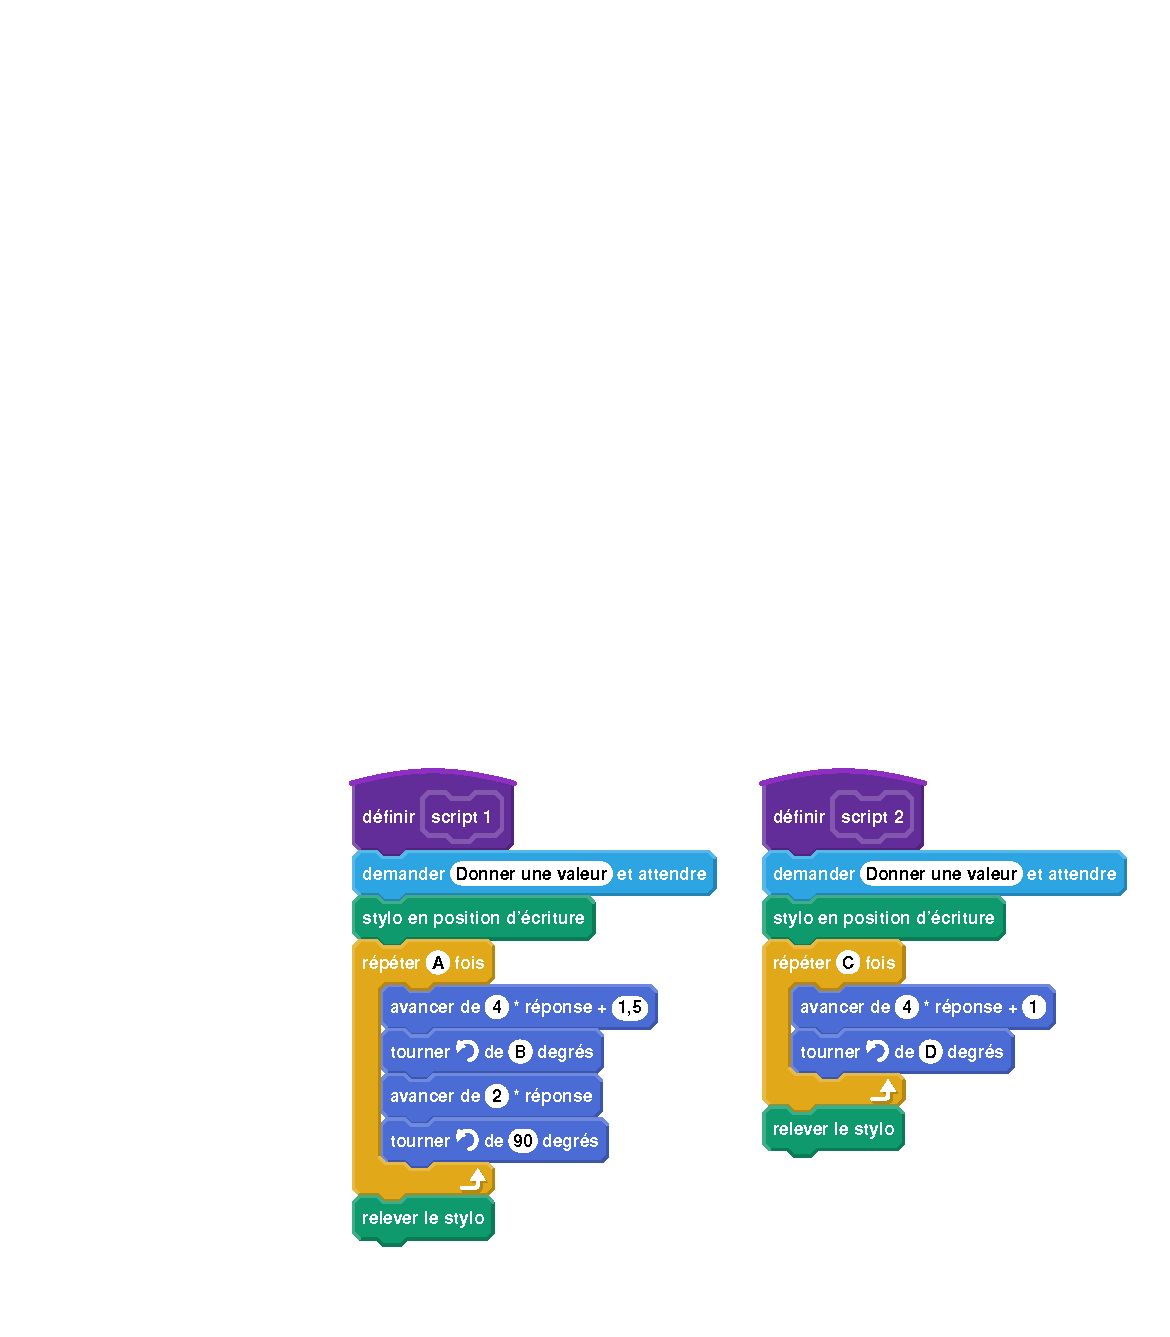 définir script 1
demander Donner une valeur et attendre
stylo en position d'écriture
répéter A fois
avancer de 4 * réponse + 1,5
tourner de B degrés
avancer de 2 * réponse
tourner de 90 degrés
relever le stylo
définir script 2
demander Donner une valeur et attendre
stylo en position d'écriture
répéter C fois
avancer de 4 * réponse + 1
tourner de D degrés
relever le stylo